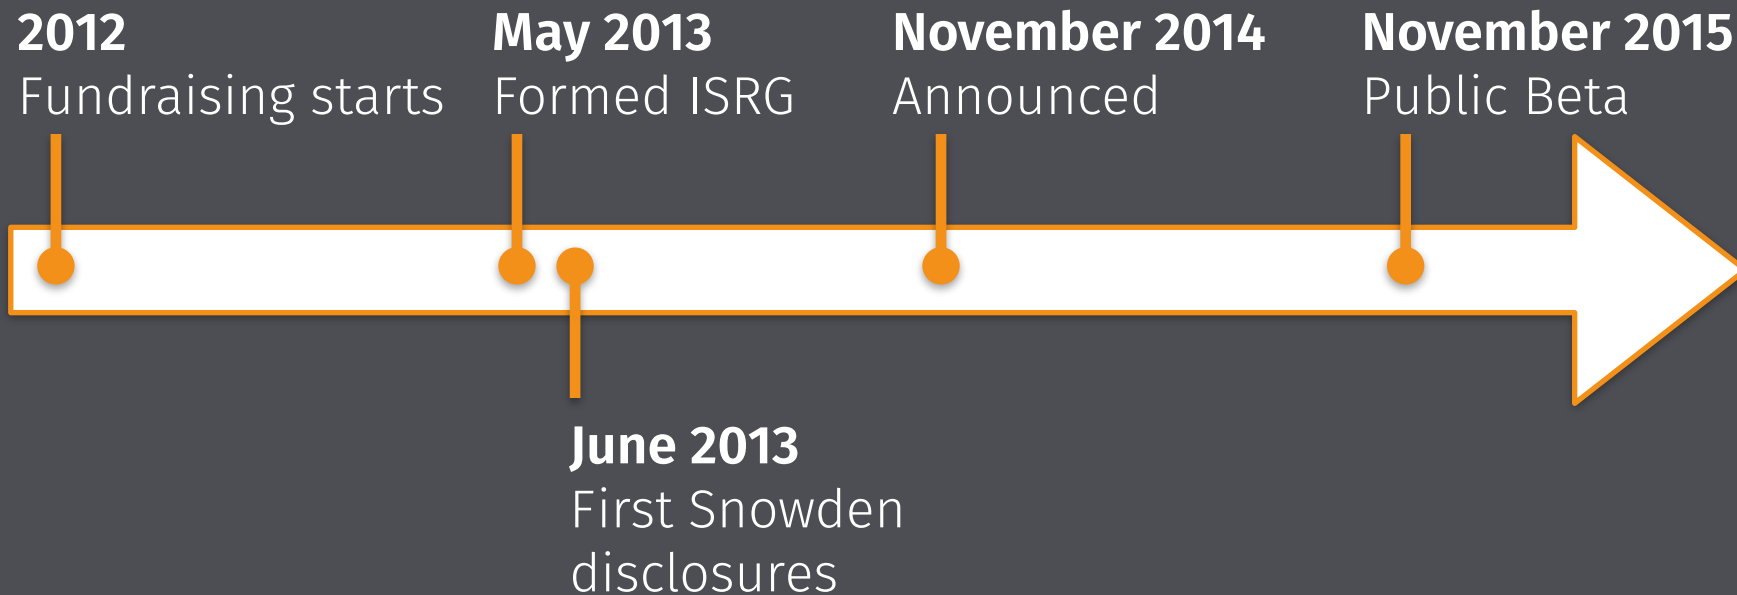 2012
Fundraising starts
May 2013
Formed ISRG
November 2014
Announced
November 2015
Public Beta
June 2013
First Snowden
disclosures